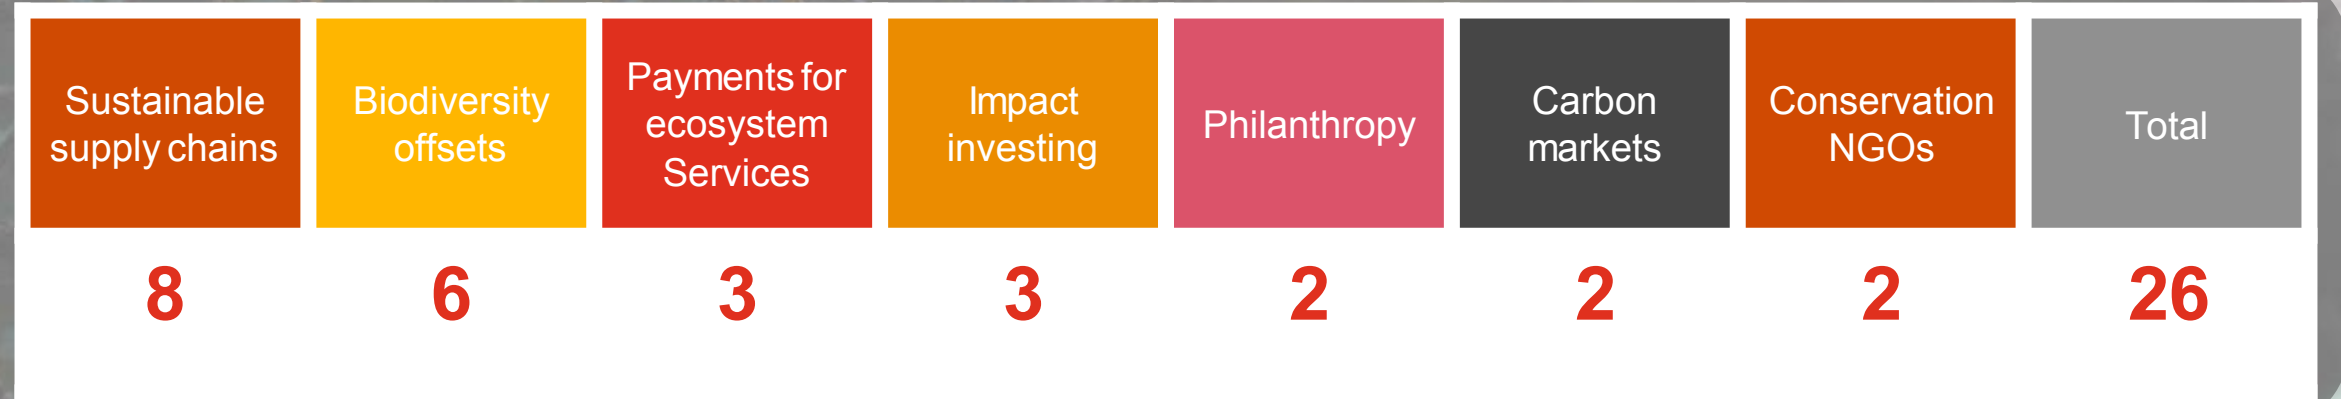 Sustainable
supply chains
Biodiversity
offsets
Payments for
ecosystem
Services
Impact
investing
Philanthropy
Carbon
markets
Conservation
NGOs
Total
8
6
3
3
2
2
2
26